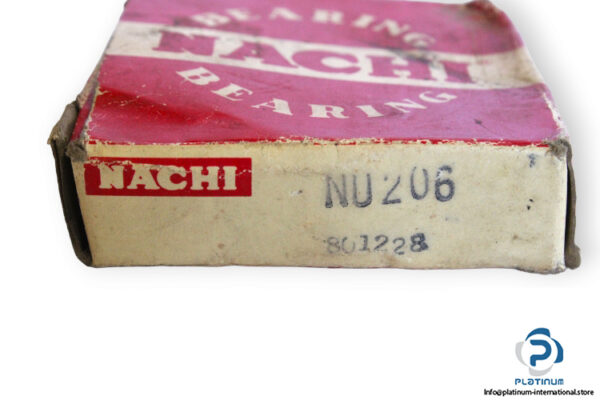 BEARING
NACHI
BEARING
NACHI
NU206
801228
PLATINUM
Info@platinum-international.store